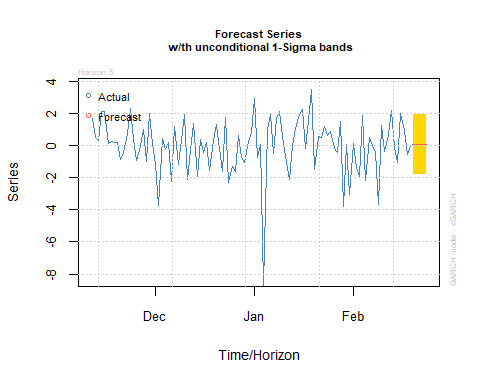 Forecast Series
w/th unconditional 1-Sigma bands
Horizon: 5
Actual
Forecast
4
2
0
-2
-4
-6
-8
Series
GARCH model : sGARCH
Dec
Jan
Feb
Time/Horizon